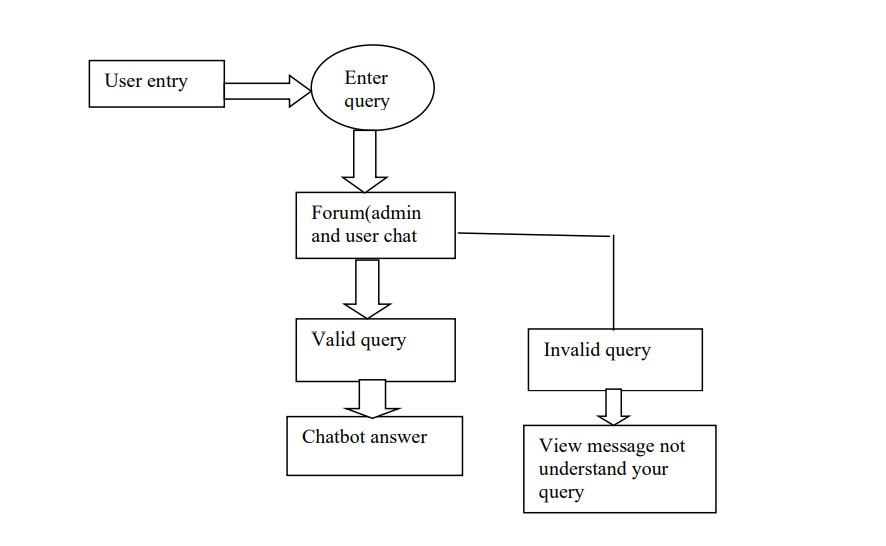 User entry
Enter
query
Forum(admin
and user chat
Valid query
Invalid query
Chatbot answer
View message not
understand your
query